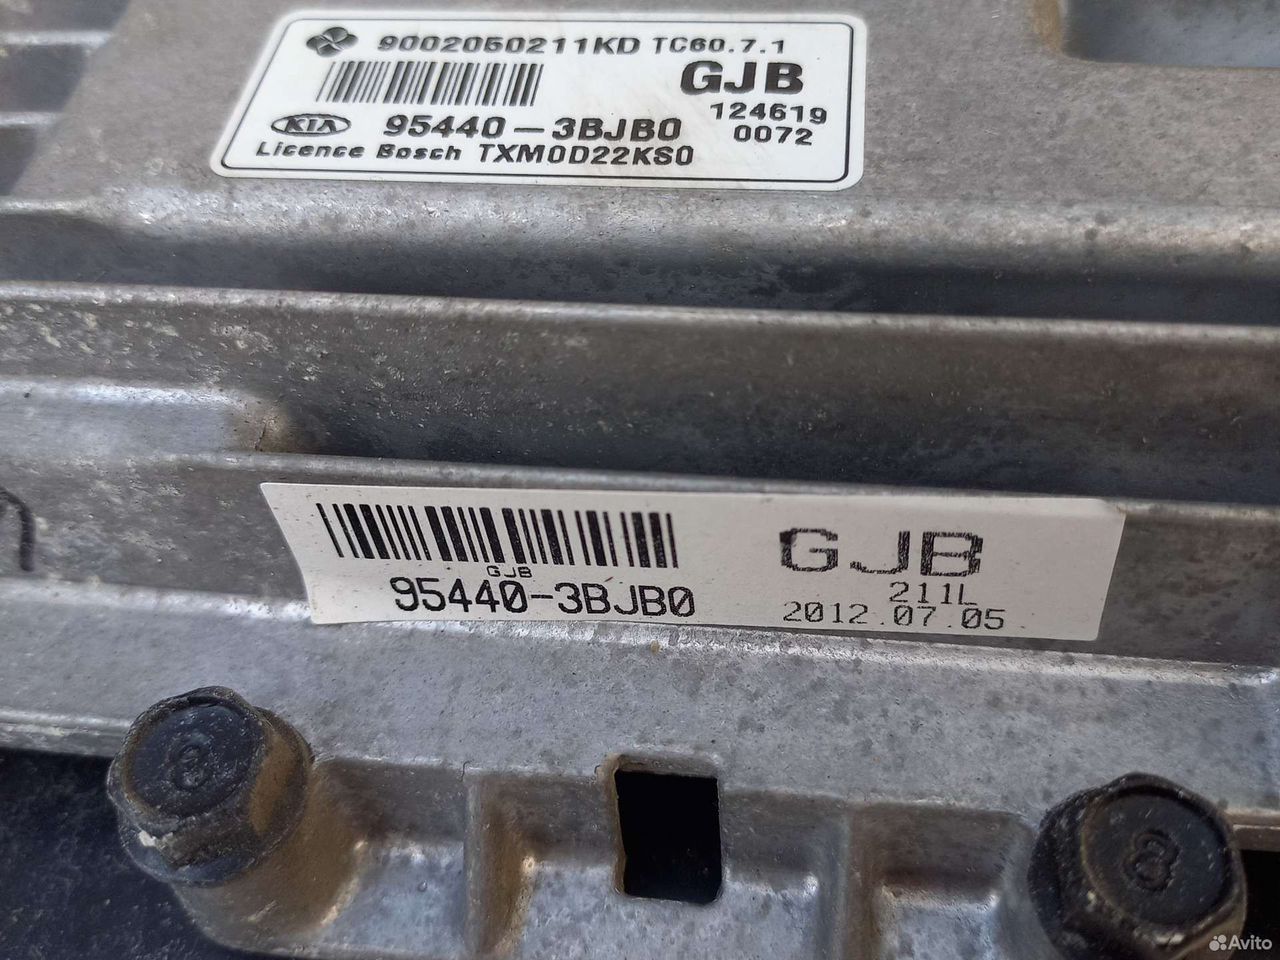 9002050211KD TC60.7.1
GJB
124619
KIA 95440-3BJB0 0072
Licence Bosch TXM0D22KS0
GJB
GJB
95440-3BJB0
211L
2012.07.05
8
8
Avito